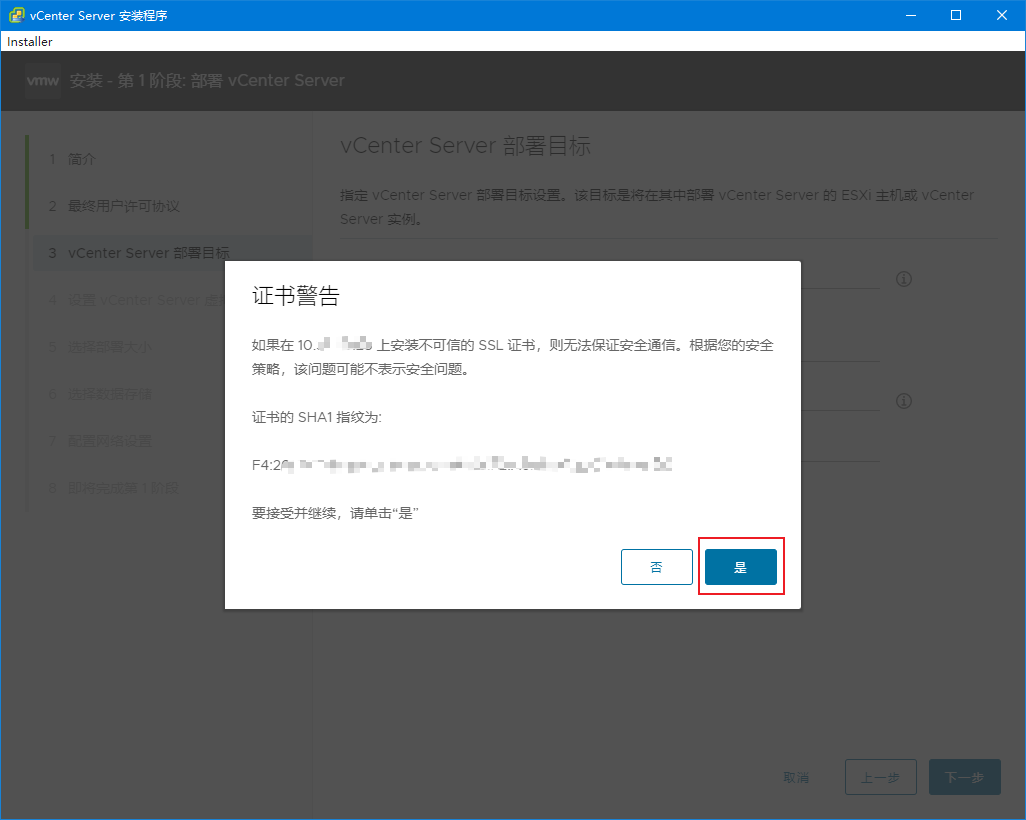 vCenter Server 安装程序
Installer
vmw 安装 - 第 1 阶段: 部署 vCenter Server
1 简介
2 最终用户许可协议
3 vCenter Server 部署目标
4 设置 vCenter Server 虚
5 选择部署大小
6 选择数据存储
7 配置网络设置
8 即将完成第 1 阶段
vCenter Server 部署目标
指定 vCenter Server 部署目标设置。该目标是将在其中部署 vCenter Server 的 ESXi 主机或 vCenter
Server 实例。
证书警告
如果在 10. 上安装不可信的 SSL 证书，则无法保证安全通信。根据您的安全
策略，该问题可能不表示安全问题。
证书的 SHA1 指纹为:
F4:2
要接受并继续，请单击“是”
否
是
取消
上一步
下一步